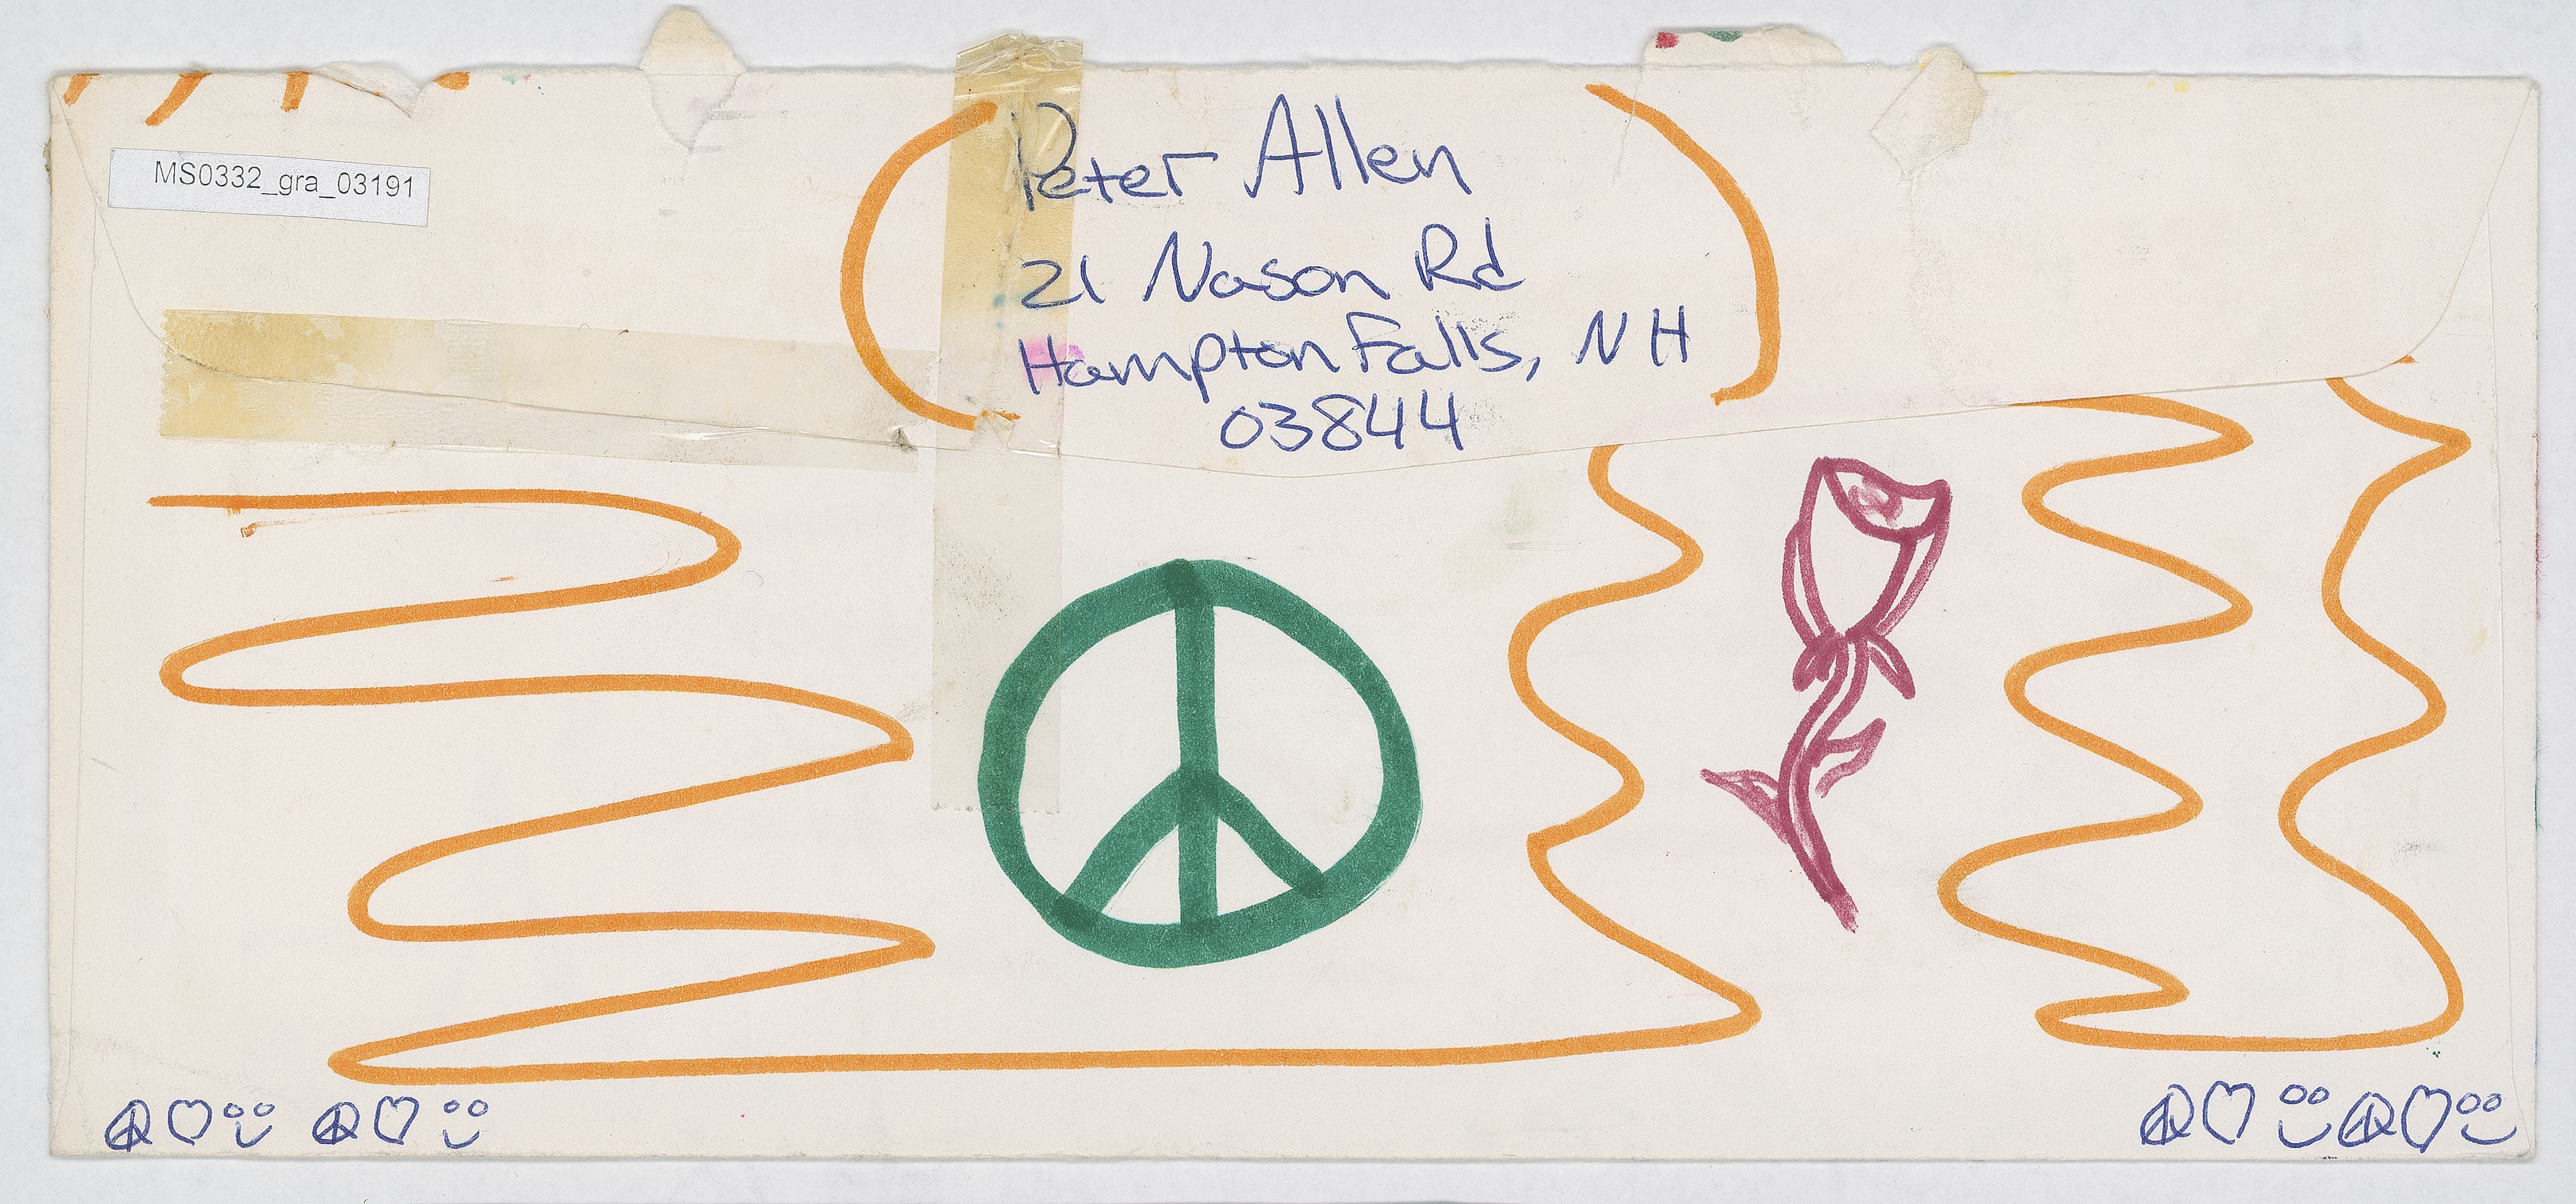 MS0332_gra_03191
Peter Allen
21 Nason Rd
Hampton Falls, NH
03844